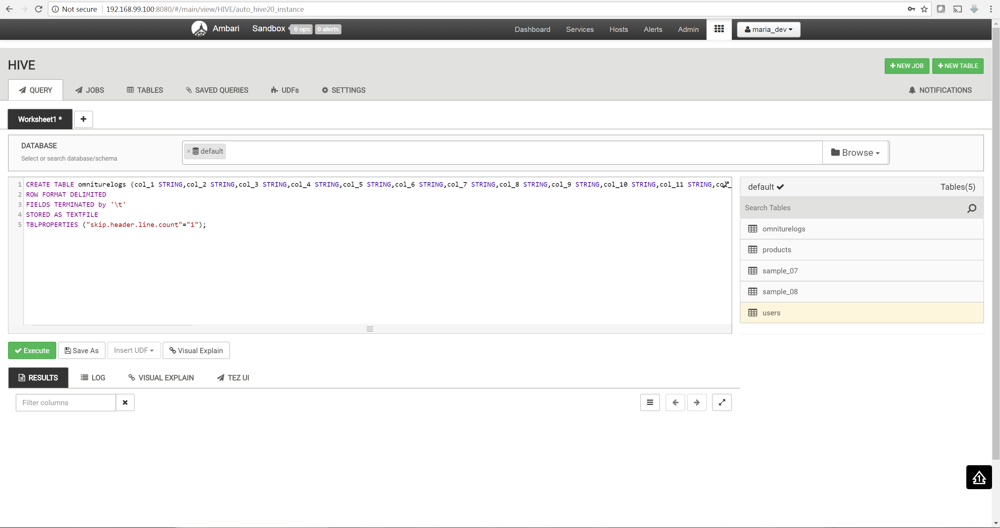 Not secure 192.168.99.100:8080/#/main/view/HIVE/auto_hive20_instance
Ambari Sandbox 0 ops 0 alerts Dashboard Services Hosts Alerts Admin maria_dev
HIVE
NEW JOB NEW TABLE
QUERY JOBS TABLES SAVED QUERIES UDFs SETTINGS NOTIFICATIONS
Worksheet1 * +
DATABASE
Select or search database/schema
× default
Browse
1 CREATE TABLE omniturelogs (col_1 STRING,col_2 STRING,col_3 STRING,col_4 STRING,col_5 STRING,col_6 STRING,col_7 STRING,col_8 STRING,col_9 STRING,col_10 STRING,col_11 STRING,col_
2 ROW FORMAT DELIMITED
3 FIELDS TERMINATED by '\t'
4 STORED AS TEXTFILE
5 TBLPROPERTIES ("skip.header.line.count"="1");
default Tables(5)
Search Tables
omniturelogs
products
sample_07
sample_08
users
Execute Save As Insert UDF Visual Explain
RESULTS LOG VISUAL EXPLAIN TEZ UI
Filter columns
1